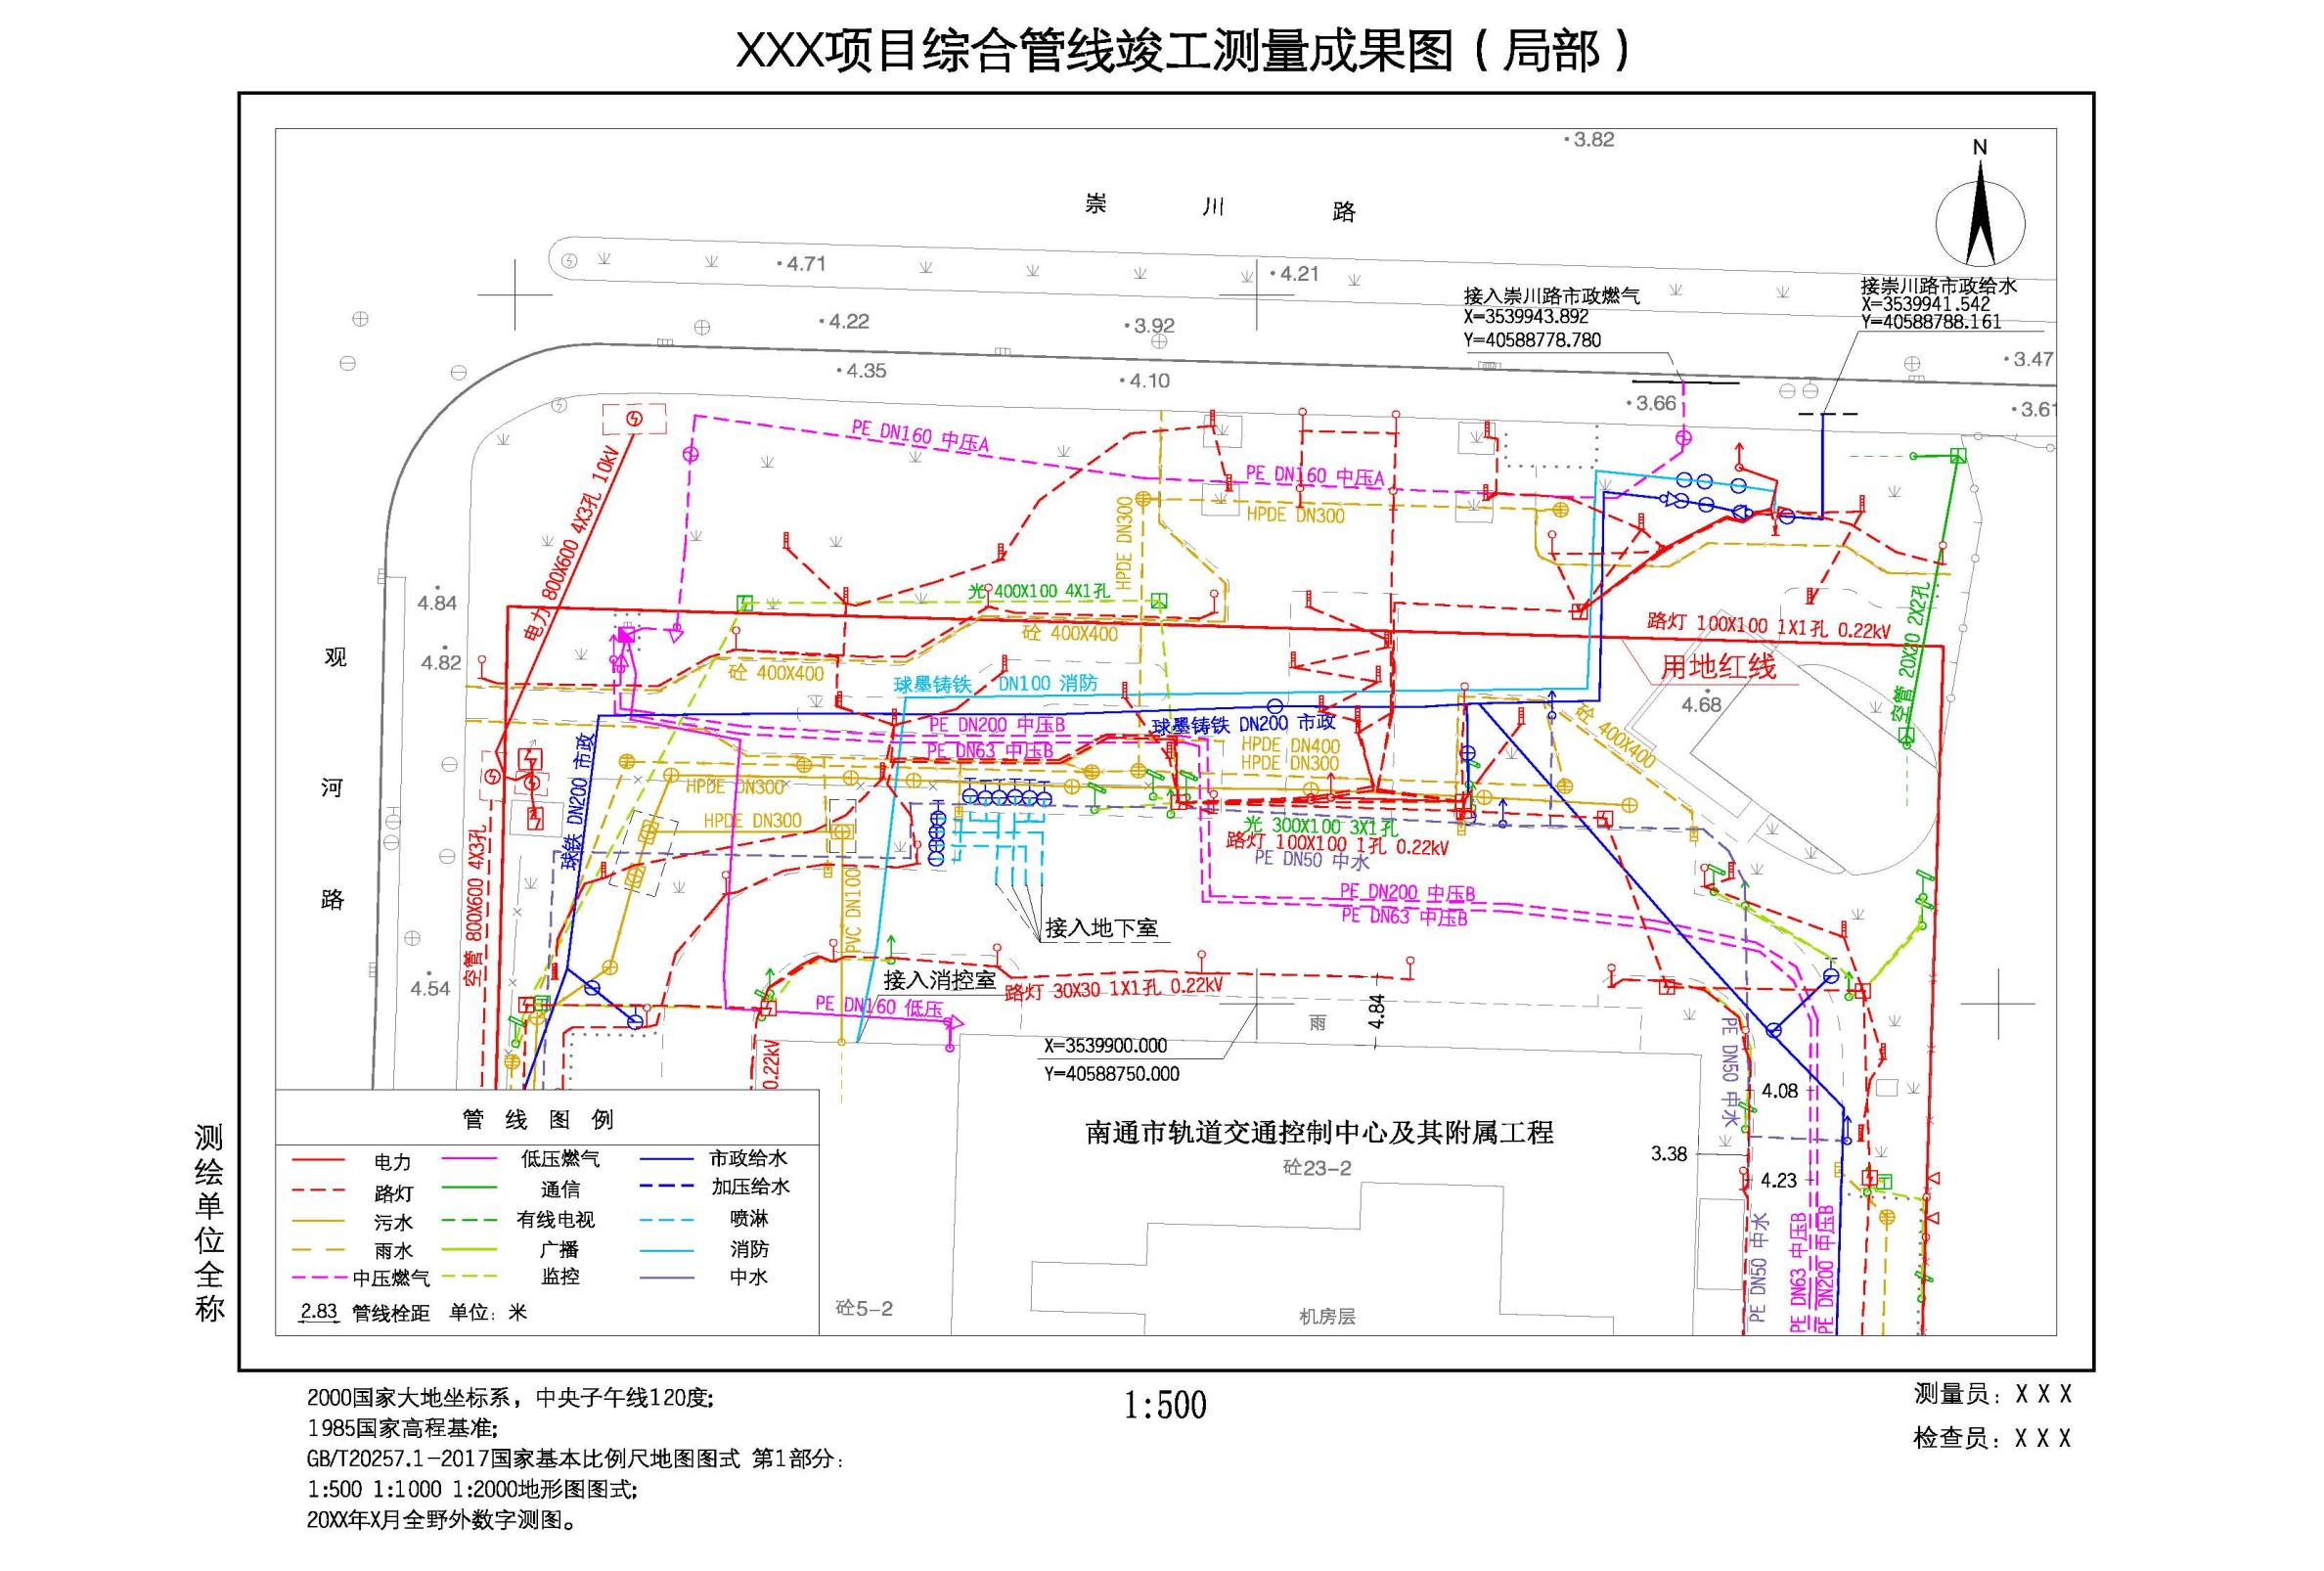 XXX项目综合管线竣工测量成果图(局部)
3.82
N
崇 川 路
4.71
4.21
接入崇川路市政燃气
X=3539943.892
Y=40588778.780
接崇川路市政给水
X=3539941.542
Y=40588788.161
4.22
3.92
3.47
4.35
4.10
3.66
3.61
PE DN160 中压A
PE DN160 中压A
电力 800X600 4X3孔 10kV
HPDE DN300
HPDE DN300
光 400X100 4X1孔
砼 400X400
4.84
路灯 100X100 1X1孔 0.22kV
空管 20X20 2X2孔
观 河 路
4.82
砼 400X400
用地红线
球墨铸铁 DN100 消防
4.68
PE DN200 中压B
球墨铸铁 DN200 市政
砼 400X400
PE DN63 中压B
HPDE DN400
HPDE DN300
球铁 DN200 市政
HPDE DN300
HPDE DN300
光 300X100 3X1孔
路灯 100X100 1孔 0.22kV
PE DN50 中水
空管 800X600 4X3孔
PVC DN100
PE DN200 中压B
PE DN63 中压B
接入地下室
接入消控室
4.54
路灯 30X30 1X1孔 0.22kV
PE DN160 低压
4.84
雨
X=3539900.000
Y=40588750.000
0.22kV
PE DN50 中水
4.08
南通市轨道交通控制中心及其附属工程
砼23-2
3.38
4.23
PE DN50 中水
PE DN63 中压B
PE DN200 中压B
砼5-2
机房层
管 线 图 例
电力 低压燃气 市政给水
路灯 通信 加压给水
污水 有线电视 喷淋
雨水 广播 消防
中压燃气 监控 中水
2.83 管线栓距 单位：米
测绘单位全称
2000国家大地坐标系，中央子午线120度;
1985国家高程基准;
GB/T20257.1-2017国家基本比例尺地图图式 第1部分：
1:500 1:1000 1:2000地形图图式;
20XX年X月全野外数字测图。
1:500
测量员：X X X
检查员：X X X